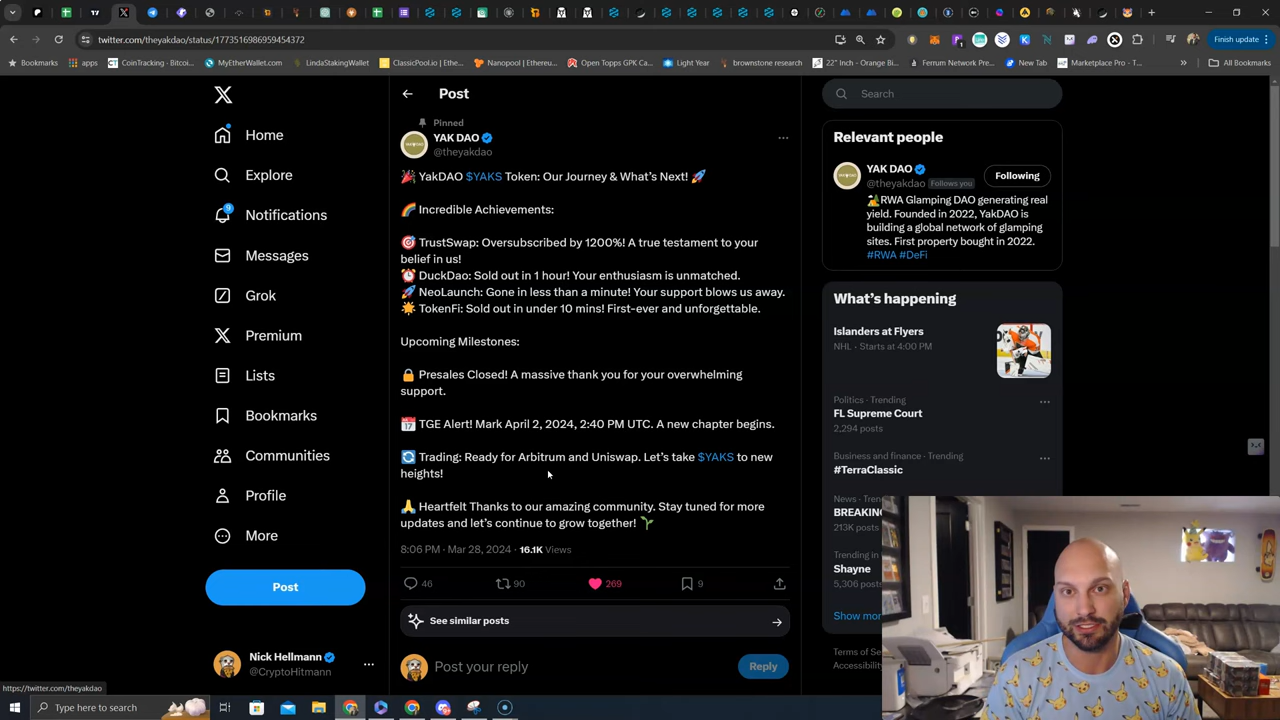 Finish update
twitter.com/theyakdao/status/1773516986959454372
Bookmarks
apps
CoinTracking · Bitcoi...
MyEtherWallet.com
LindaStakingWallet
ClassicPool.io | Ethe...
Nanopool | Ethereu...
Open Topps GPK Ca...
Light Year
brownstone research
22" Inch - Orange Bi...
Ferrum Network Pre...
New Tab
Marketplace Pro - T...
All Bookmarks
Home
Explore
9
Notifications
Messages
Grok
Premium
Lists
Bookmarks
Communities
Profile
More
Post
Nick Hellmann
@CryptoHitmann
https://twitter.com/theyakdao
Post
Pinned
YAK DAO
@theyakdao
🎉 YakDAO $YAKS Token: Our Journey & What's Next! 🚀
🌈 Incredible Achievements:
🎯 TrustSwap: Oversubscribed by 1200%! A true testament to your
belief in us!
⏰ DuckDao: Sold out in 1 hour! Your enthusiasm is unmatched.
🚀 NeoLaunch: Gone in less than a minute! Your support blows us away.
🌟 TokenFi: Sold out in under 10 mins! First-ever and unforgettable.
Upcoming Milestones:
🔒 Presales Closed! A massive thank you for your overwhelming
support.
📅 TGE Alert! Mark April 2, 2024, 2:40 PM UTC. A new chapter begins.
🔄 Trading: Ready for Arbitrum and Uniswap. Let's take $YAKS to new
heights!
🙏 Heartfelt Thanks to our amazing community. Stay tuned for more
updates and let's continue to grow together! 🌱
8:06 PM · Mar 28, 2024 · 16.1K Views
46 90 269 9
See similar posts
Post your reply
Reply
Search
Relevant people
YAK DAO
@theyakdao Follows you
Following
🏕️RWA Glamping DAO generating real
yield. Founded in 2022, YakDAO is
building a global network of glamping
sites. First property bought in 2022.
#RWA #DeFi
What's happening
Islanders at Flyers
NHL · Starts at 4:00 PM
Politics · Trending
FL Supreme Court
2,294 posts
Business and finance · Trending
#TerraClassic
News · Trending
BREAKING
213K posts
Trending in
Shayne
5,306 posts
Show mo
Terms of Se
Accessibility
Type here to search